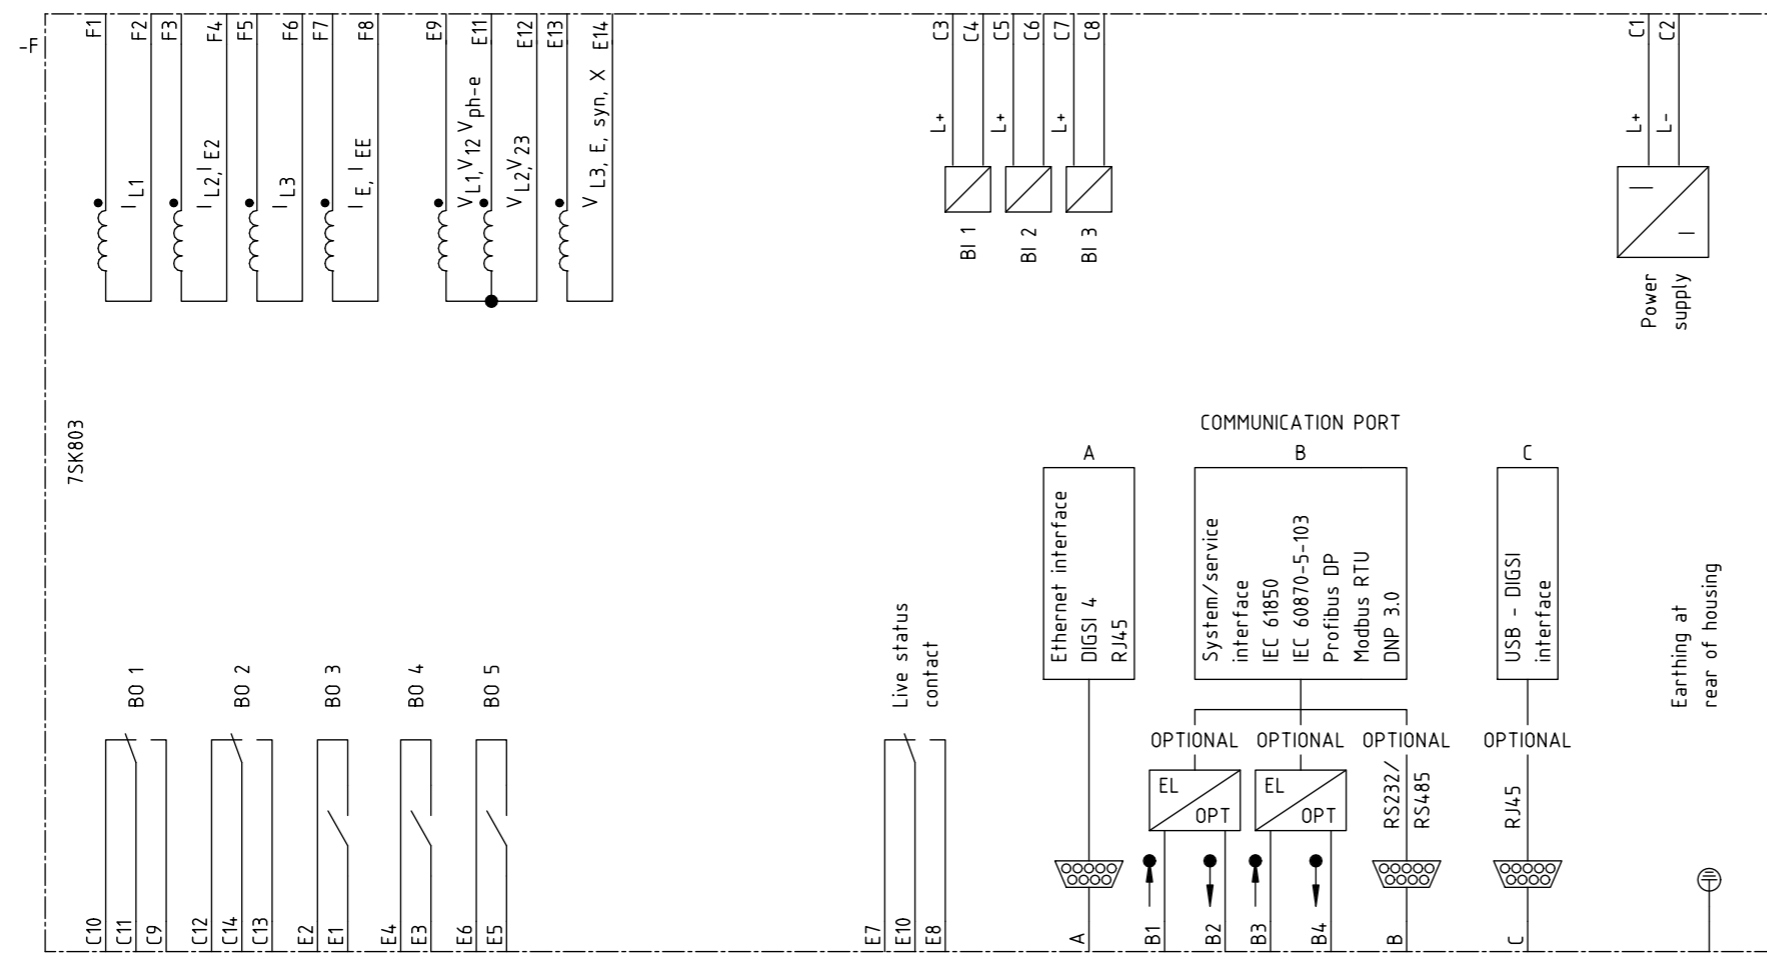 -F
F1
F2
F3
F4
F5
F6
F7
F8
E9
E11
E12
E13
E14
C3
C4
C5
C6
C7
C8
C1
C2
I L1
I L2, I E2
I L3
I E, I EE
V L1, V 12 V ph-e
V L2, V 23
V L3, E, syn, X
L+
L+
L+
L+
L-
BI 1
BI 2
BI 3
Power
supply
7SK803
COMMUNICATION PORT
A
B
C
Ethernet interface
DIGSI 4
RJ45
System/service
interface
IEC 61850
IEC 60870-5-103
Profibus DP
Modbus RTU
DNP 3.0
USB - DIGSI
interface
Earthing at
rear of housing
BO 1
BO 2
BO 3
BO 4
BO 5
Live status
contact
OPTIONAL
OPTIONAL
OPTIONAL
OPTIONAL
EL
OPT
EL
OPT
RS232/
RS485
RJ45
C10
C11
C9
C12
C14
C13
E2
E1
E4
E3
E6
E5
E7
E10
E8
A
B1
B2
B3
B4
B
C